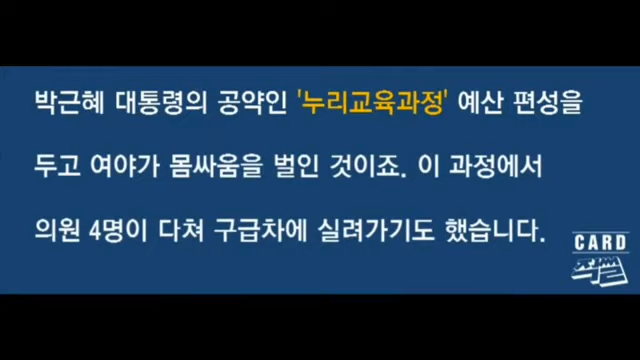 박근혜 대통령의 공약인 '누리교육과정' 예산 편성을
두고 여야가 몸싸움을 벌인 것이죠. 이 과정에서
의원 4명이 다쳐 구급차에 실려가기도 했습니다.
CARD